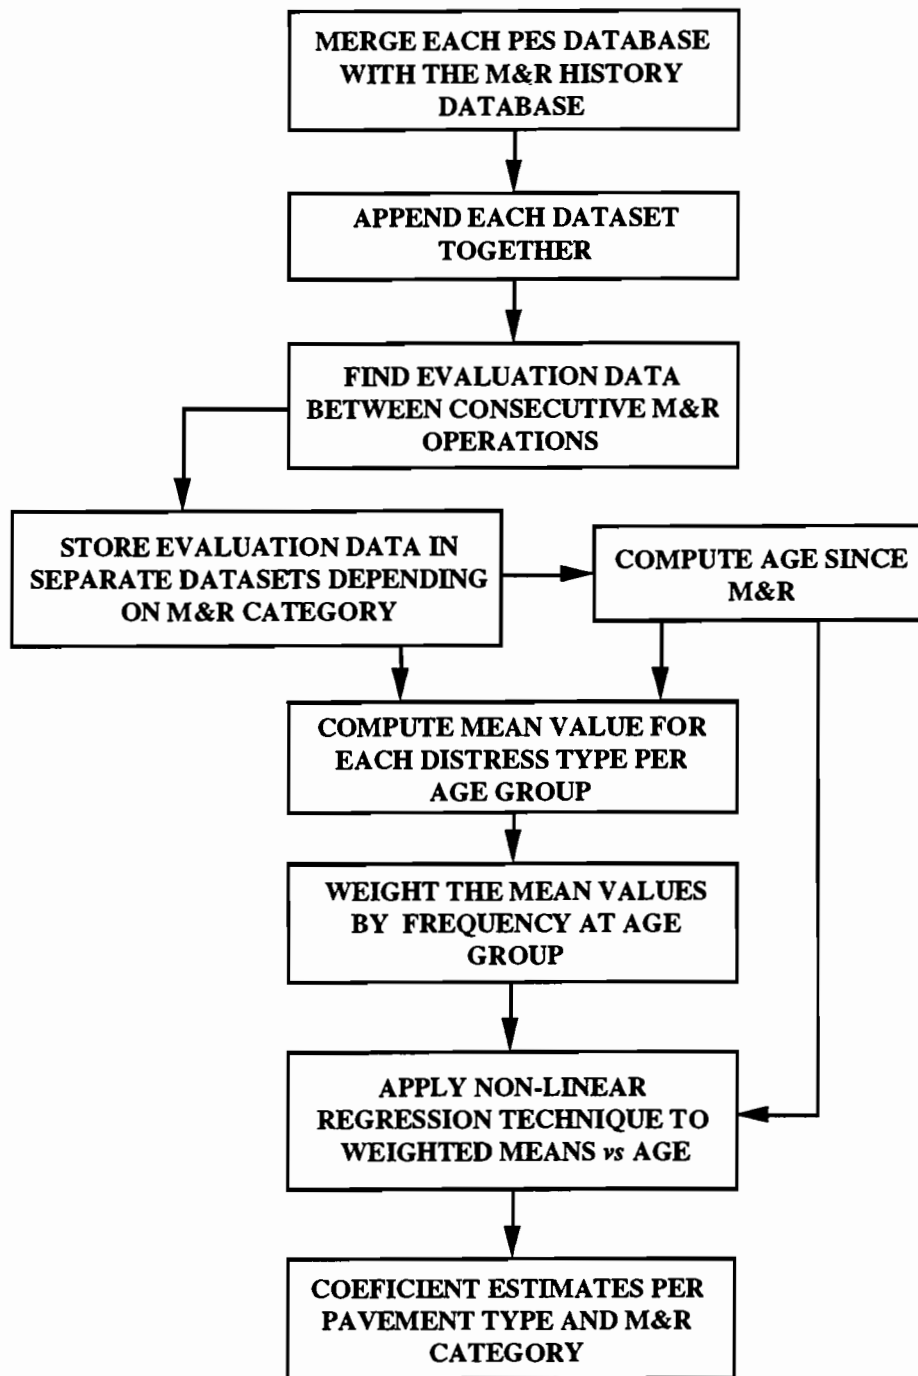 MERGE EACH PES DATABASE
WITH THE M&R HISTORY
DATABASE
APPEND EACH DATASET
TOGETHER
FIND EVALUATION DATA
BETWEEN CONSECUTIVE M&R
OPERATIONS
STORE EVALUATION DATA IN
SEPARATE DATASETS DEPENDING
ON M&R CATEGORY
COMPUTE AGE SINCE
M&R
COMPUTE MEAN VALUE FOR
EACH DISTRESS TYPE PER
AGE GROUP
WEIGHT THE MEAN VALUES
BY FREQUENCY AT AGE
GROUP
APPLY NON-LINEAR
REGRESSION TECHNIQUE TO
WEIGHTED MEANS vs AGE
COEFICIENT ESTIMATES PER
PAVEMENT TYPE AND M&R
CATEGORY